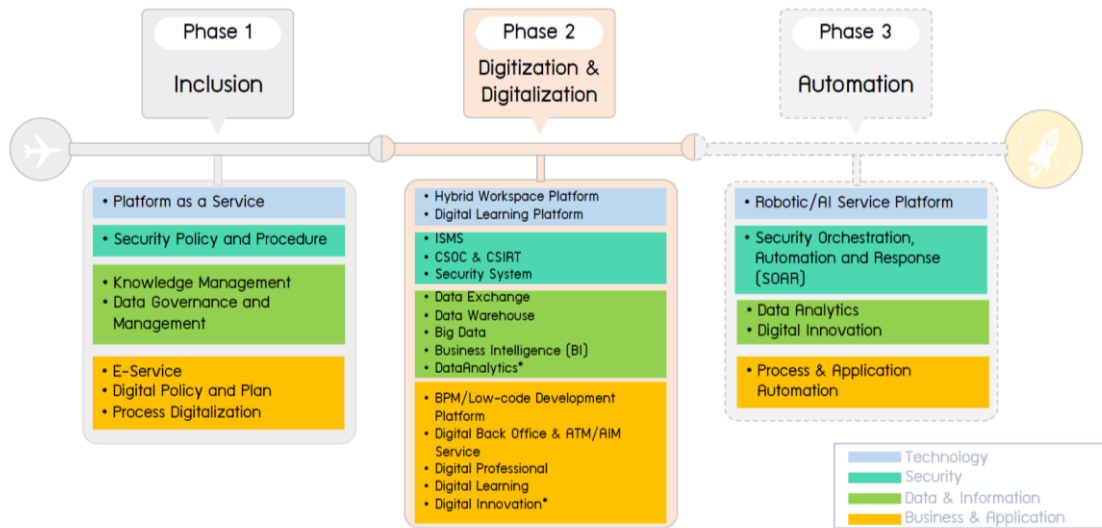 Phase 1
Inclusion
Phase 2
Digitization &
Digitalization
Phase 3
Automation
• Platform as a Service
• Security Policy and Procedure
• Knowledge Management
• Data Governance and
Management
• E-Service
• Digital Policy and Plan
• Process Digitalization
• Hybrid Workspace Platform
• Digital Learning Platform
• ISMS
• CSOC & CSIRT
• Security System
• Data Exchange
• Data Warehouse
• Big Data
• Business Intelligence (BI)
• DataAnalytics*
• BPM/Low-code Development
Platform
• Digital Back Office & ATM/AIM
Service
• Digital Professional
• Digital Learning
• Digital Innovation*
• Robotic/AI Service Platform
• Security Orchestration,
Automation and Response
(SOAR)
• Data Analytics
• Digital Innovation
• Process & Application
Automation
Technology
Security
Data & Information
Business & Application